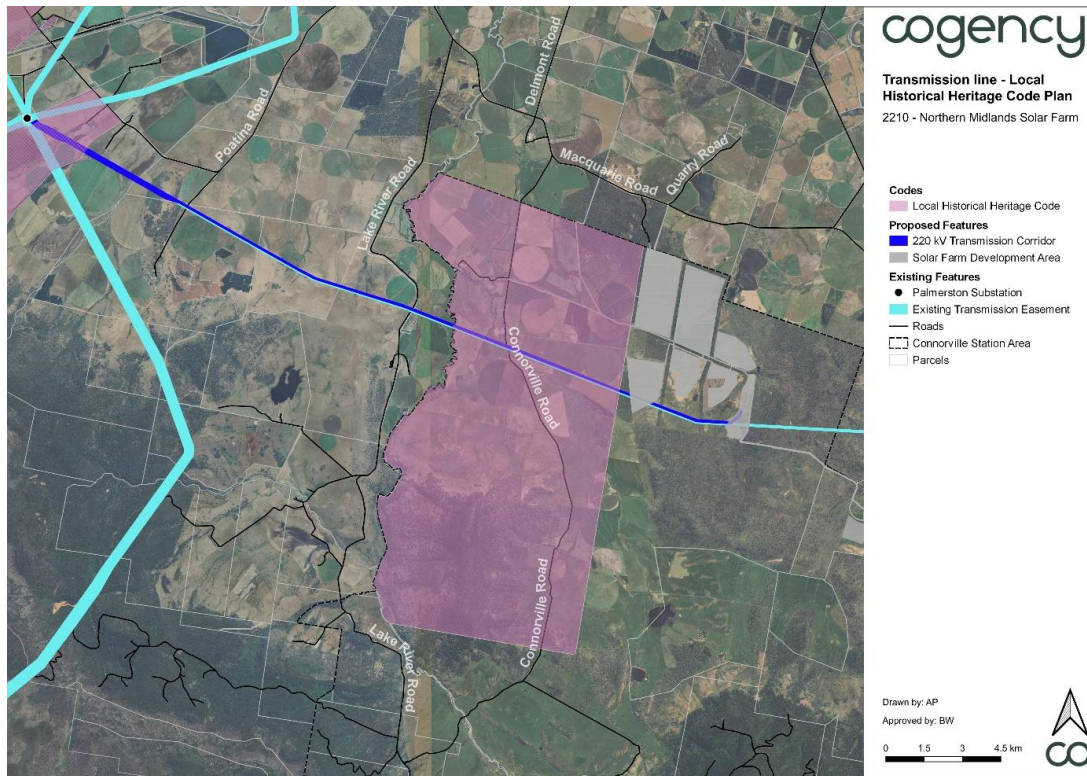 cogency
Transmission line - Local
Historical Heritage Code Plan
2210 - Northern Midlands Solar Farm
Codes
Local Historical Heritage Code
Proposed Features
220 kV Transmission Corridor
Solar Farm Development Area
Existing Features
Palmerston Substation
Existing Transmission Easement
Roads
Connorville Station Area
Parcels
Poatina Road
Lake River Road
Delmont Road
Macquarie Road
Quarry Road
Connorville Road
Connorville Road
Lake River Road
Drawn by: AP
Approved by: BW
0 1.5 3 4.5 km
co